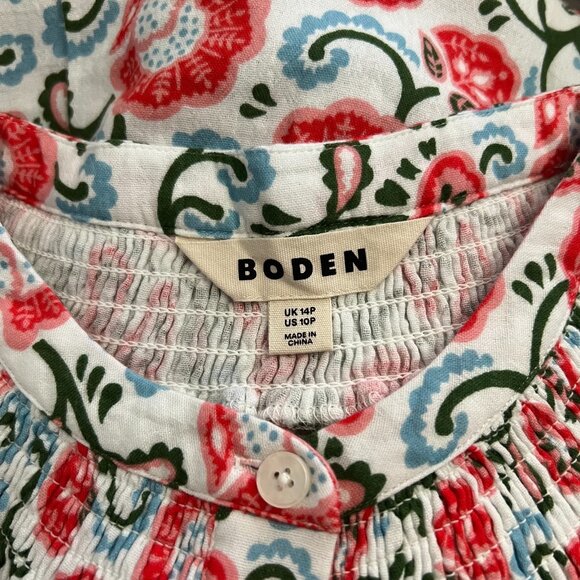 BODEN
UK 14P
US 10P
MADE IN
CHINA